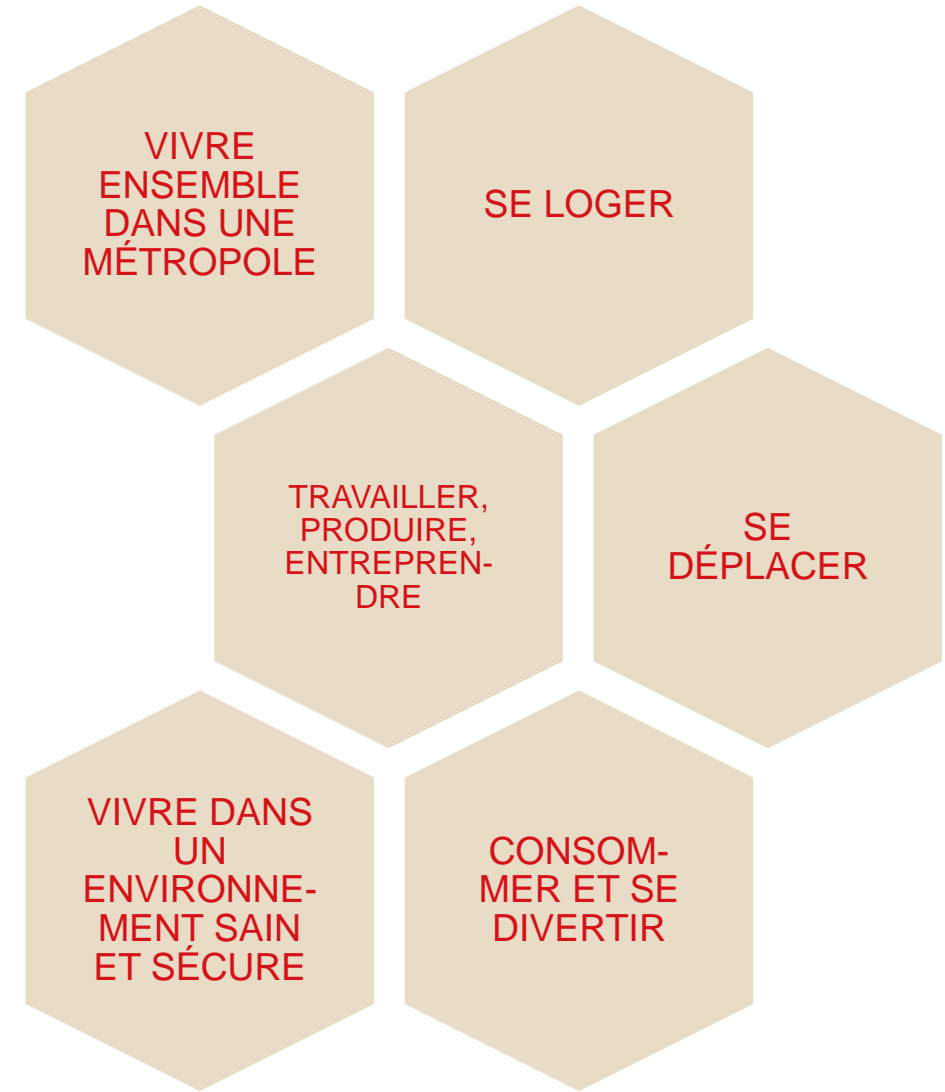 VIVRE
ENSEMBLE
DANS UNE
MÉTROPOLE
SE LOGER
TRAVAILLER,
PRODUIRE,
ENTREPREN-
DRE
SE
DÉPLACER
VIVRE DANS
UN
ENVIRONNE-
MENT SAIN
ET SÉCURE
CONSOM-
MER ET SE
DIVERTIR